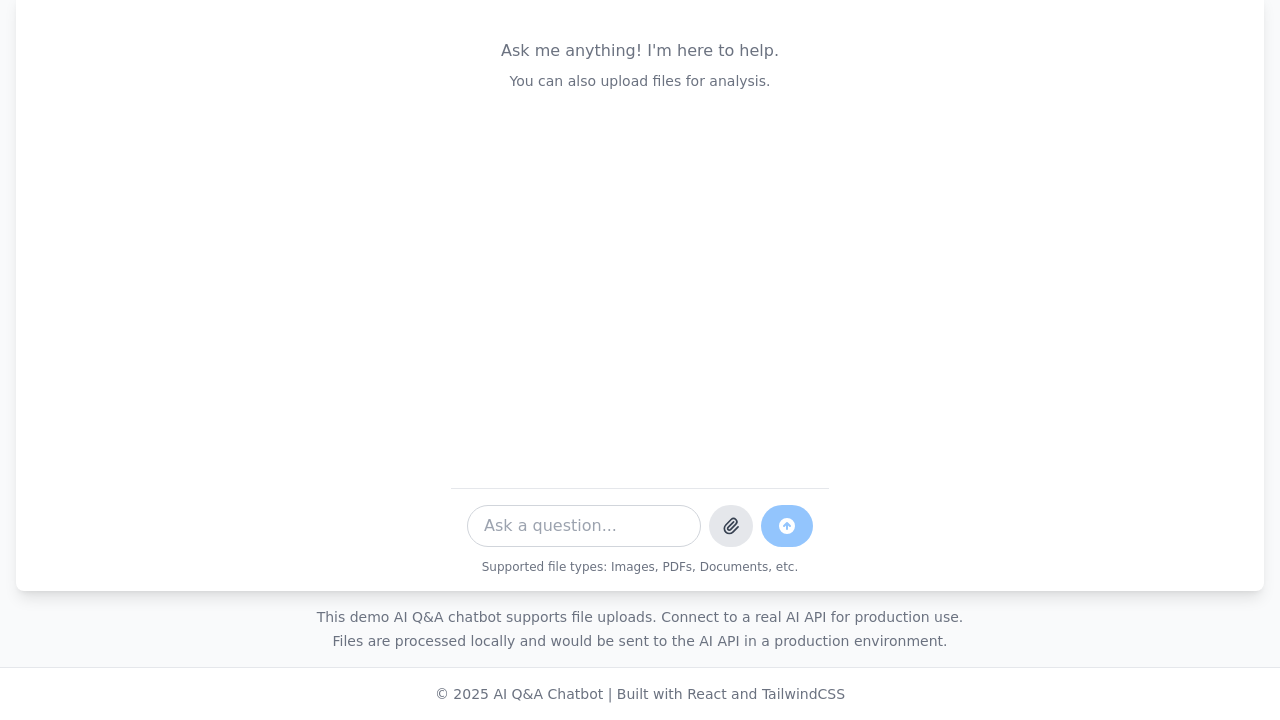 Ask me anything! I'm here to help.
You can also upload files for analysis.
Ask a question...
Supported file types: Images, PDFs, Documents, etc.
This demo AI Q&A chatbot supports file uploads. Connect to a real AI API for production use.
Files are processed locally and would be sent to the AI API in a production environment.
© 2025 AI Q&A Chatbot | Built with React and TailwindCSS